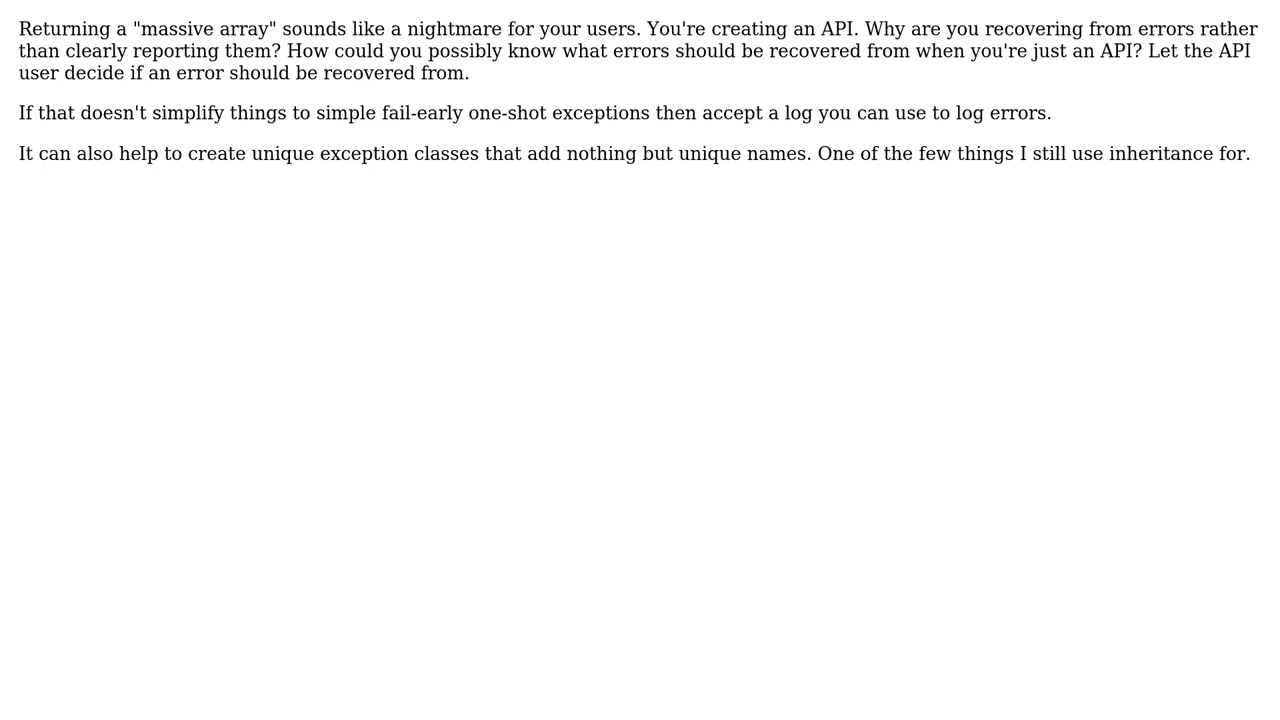 Returning a "massive array" sounds like a nightmare for your users. You're creating an API. Why are you recovering from errors rather
than clearly reporting them? How could you possibly know what errors should be recovered from when you're just an API? Let the API
user decide if an error should be recovered from.
If that doesn't simplify things to simple fail-early one-shot exceptions then accept a log you can use to log errors.
It can also help to create unique exception classes that add nothing but unique names. One of the few things I still use inheritance for.